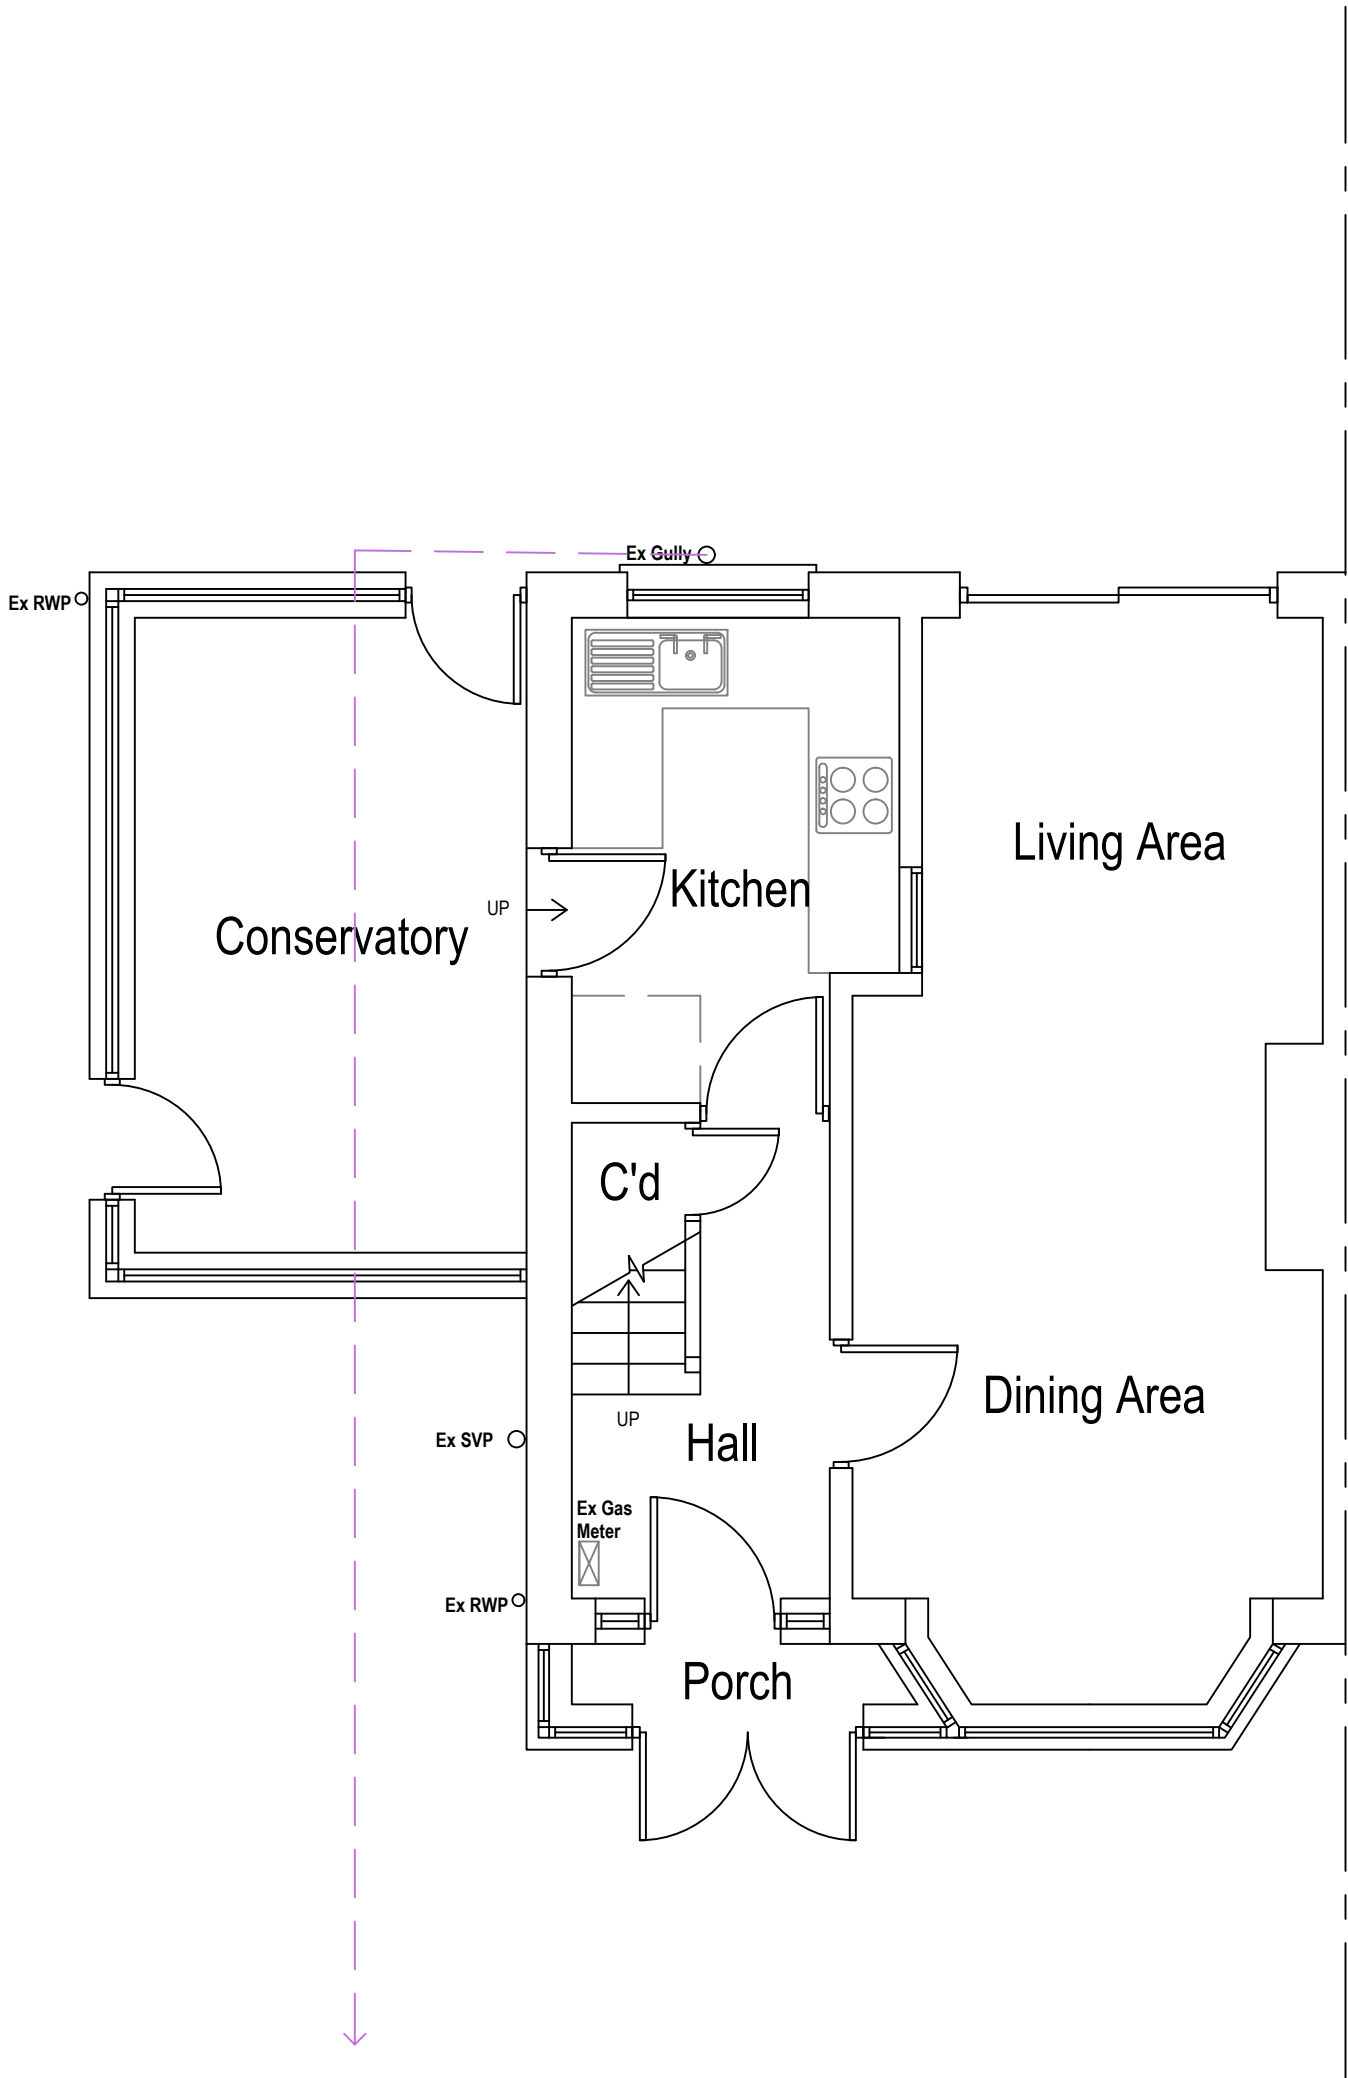 Ex Gully
Ex RWP
Living Area
Kitchen
UP
Conservatory
C'd
Dining Area
UP
Hall
Ex SVP
Ex Gas
Meter
Ex RWP
Porch